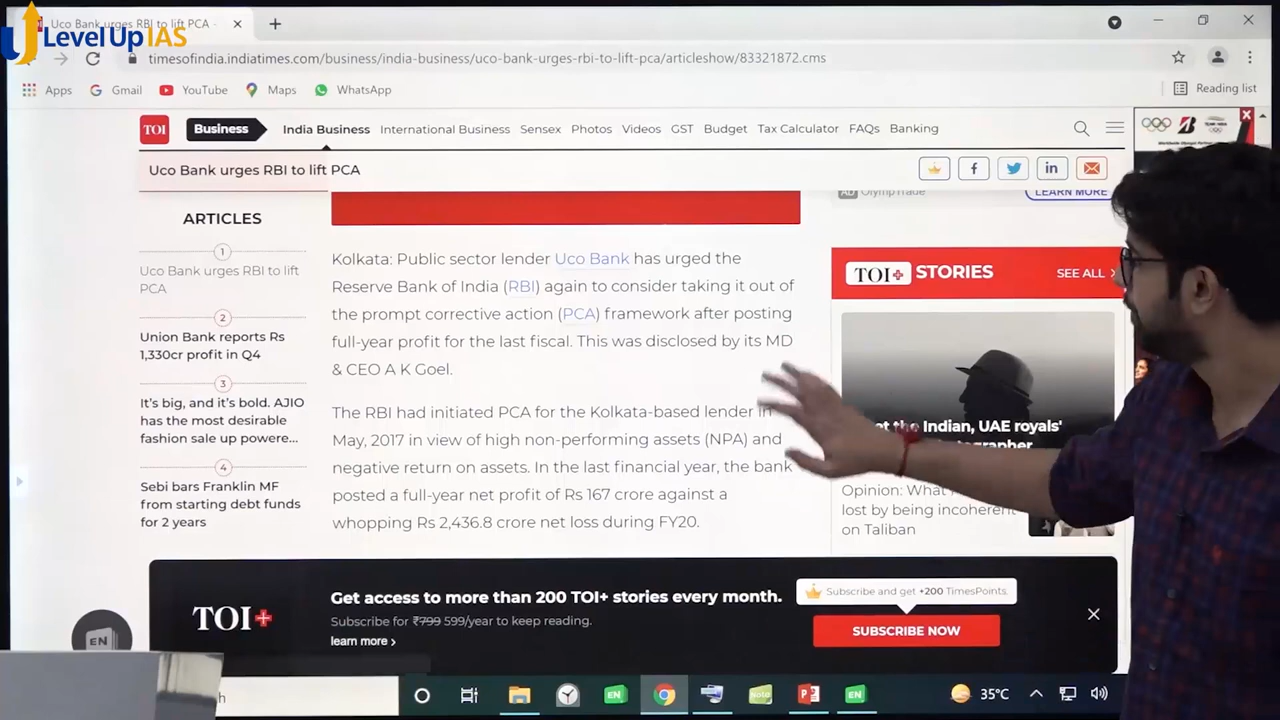 Uco Bank urges RBI to lift PCA -
Level Up IAS
timesofindia.indiatimes.com/business/india-business/uco-bank-urges-rbi-to-lift-pca/articleshow/83321872.cms
Apps Gmail YouTube Maps WhatsApp Reading list
TOI Business India Business International Business Sensex Photos Videos GST Budget Tax Calculator FAQs Banking
Uco Bank urges RBI to lift PCA
AD OlympTrade LEARN MORE
ARTICLES
1
Uco Bank urges RBI to lift
PCA
2
Union Bank reports Rs
1,330cr profit in Q4
3
It's big, and it's bold. AJIO
has the most desirable
fashion sale up powere...
4
Sebi bars Franklin MF
from starting debt funds
for 2 years
Kolkata: Public sector lender Uco Bank has urged the
Reserve Bank of India (RBI) again to consider taking it out of
the prompt corrective action (PCA) framework after posting
full-year profit for the last fiscal. This was disclosed by its MD
& CEO A K Goel.
The RBI had initiated PCA for the Kolkata-based lender in
May, 2017 in view of high non-performing assets (NPA) and
negative return on assets. In the last financial year, the bank
posted a full-year net profit of Rs 167 crore against a
whopping Rs 2,436.8 crore net loss during FY20.
TOI+ STORIES SEE ALL
the Indian, UAE royals'
Opinion: What
lost by being incoherent
on Taliban
TOI+
Get access to more than 200 TOI+ stories every month.
Subscribe for ₹799 599/year to keep reading.
learn more ›
Subscribe and get +200 TimesPoints.
SUBSCRIBE NOW
EN
EN
EN
35°C